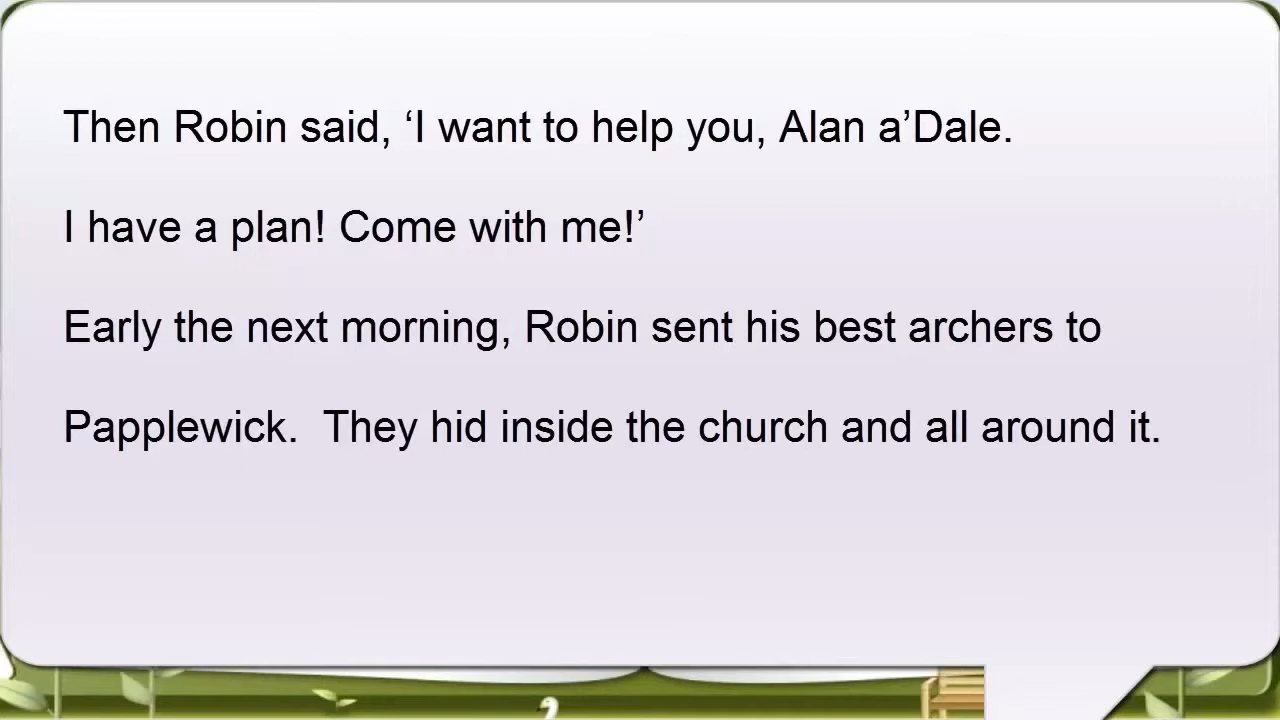 Then Robin said, ‘I want to help you, Alan a’Dale.
I have a plan! Come with me!’
Early the next morning, Robin sent his best archers to
Papplewick.  They hid inside the church and all around it.